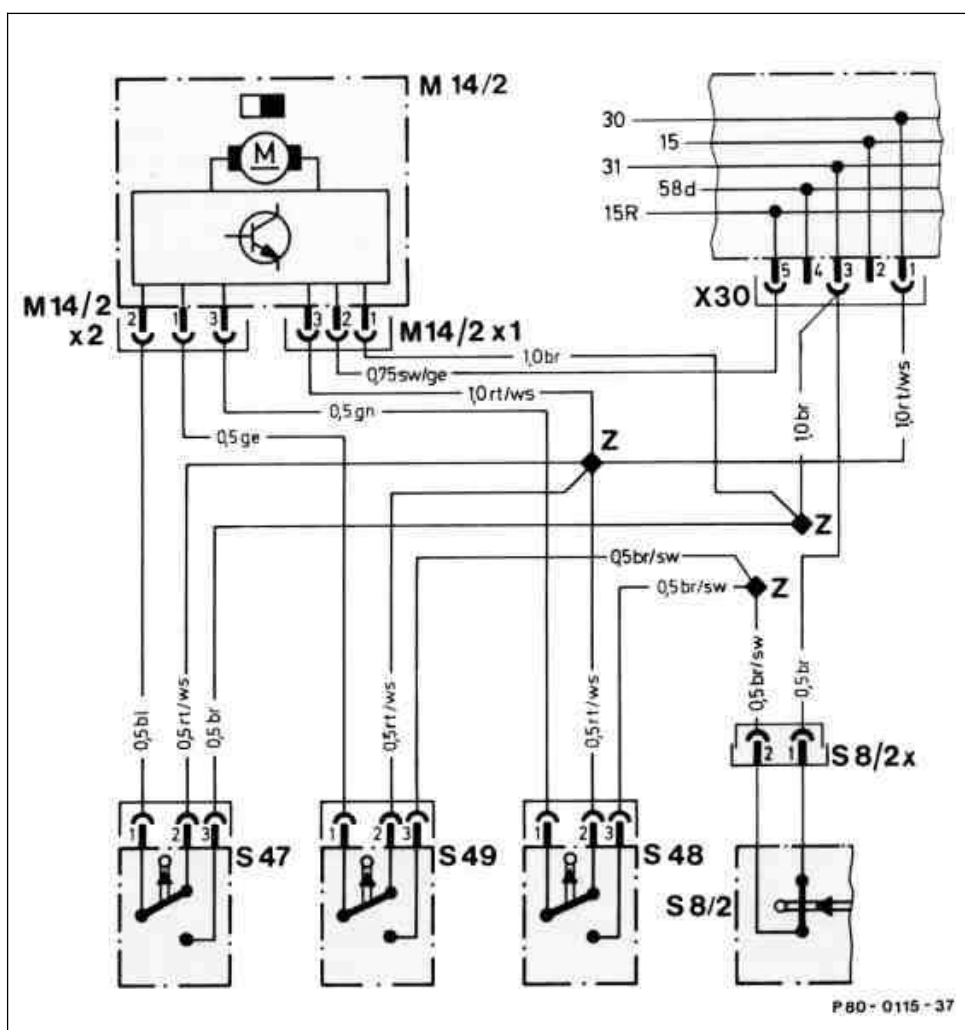 M 14/2
M
30
15
31
58d
15R
5 4 3 2 1
X30
M 14/2
x2
2 1 3
3 2 1
M 14/2 x1
1,0 br
0,75 sw/ge
1,0 rt/ws
0,5 gn
0,5 ge
1,0 br
1,0 rt/ws
Z
Z
0,5 br/sw
0,5 br/sw
Z
0,5 bl
0,5 rt/ws
0,5 br
0,5 rt/ws
0,5 rt/ws
0,5 br/sw
0,5 br
2 1
S 8/2x
1 2 3
S 47
1 2 3
S 49
1 2 3
S 48
S 8/2
P 80 - 0115 - 37